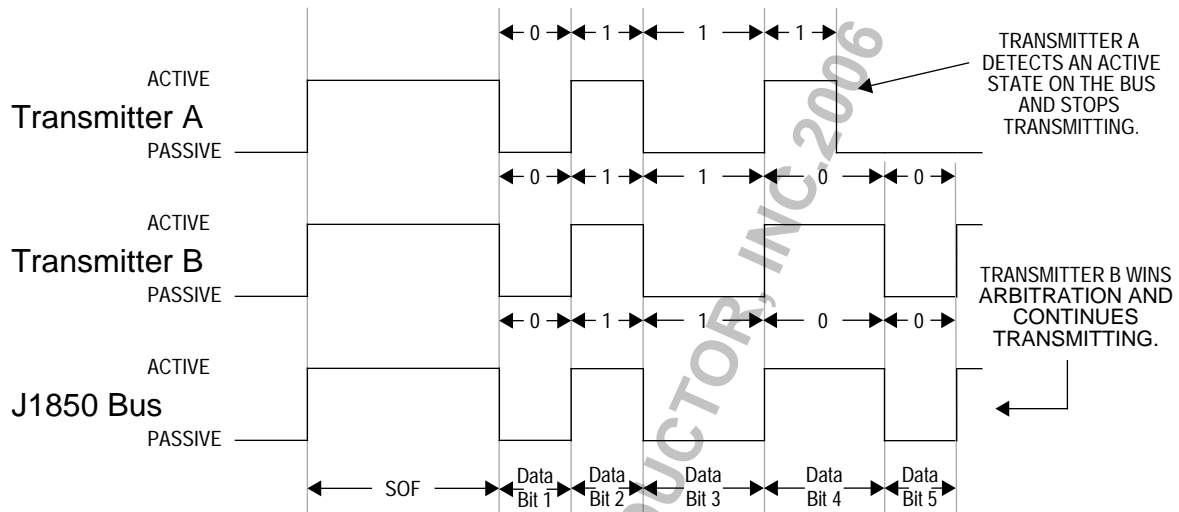 0 1 1 1
TRANSMITTER A
DETECTS AN ACTIVE
STATE ON THE BUS
AND STOPS
TRANSMITTING.
ACTIVE
Transmitter A
PASSIVE
0 1 1 0 0
ACTIVE
Transmitter B
PASSIVE
TRANSMITTER B WINS
ARBITRATION AND
CONTINUES
TRANSMITTING.
0 1 1 0 0
ACTIVE
J1850 Bus
PASSIVE
SOF
Data
Bit 1
Data
Bit 2
Data
Bit 3
Data
Bit 4
Data
Bit 5
DUCTOR, INC.2006